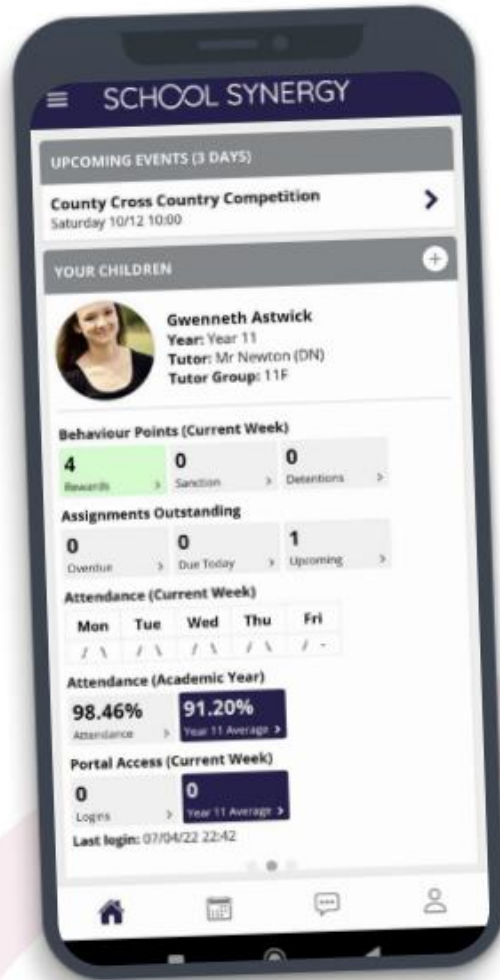 SCHOOL SYNERGY
UPCOMING EVENTS (3 DAYS)
County Cross Country Competition
Saturday 10/12 10:00
YOUR CHILDREN
Gwenneth Astwick
Year: Year 11
Tutor: Mr Newton (DN)
Tutor Group: 11F
Behaviour Points (Current Week)
4 0 0
Rewards > Sanction > Detentions >
Assignments Outstanding
0 0 1
Overdue > Due Today > Upcoming >
Attendance (Current Week)
Mon Tue Wed Thu Fri
/ \ / \ / \ / \ / -
Attendance (Academic Year)
98.46% 91.20%
Attendance > Year 11 Average >
Portal Access (Current Week)
0 0
Logins > Year 11 Average >
Last login: 07/04/22 22:42